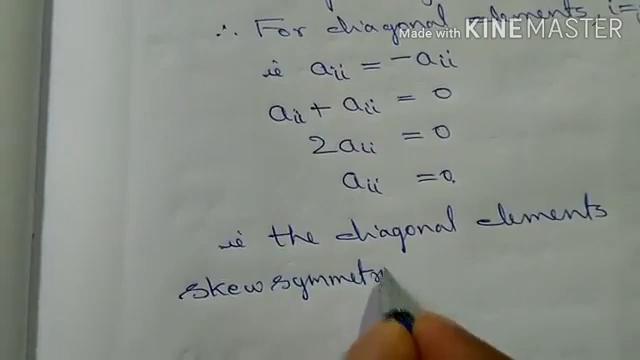 ∴ For diagonal elements, i=
Made with KINEMASTER
ie aii = -aii
aii + aii = 0
2aii = 0
aii = 0.
ie the diagonal elements
skew symmetr